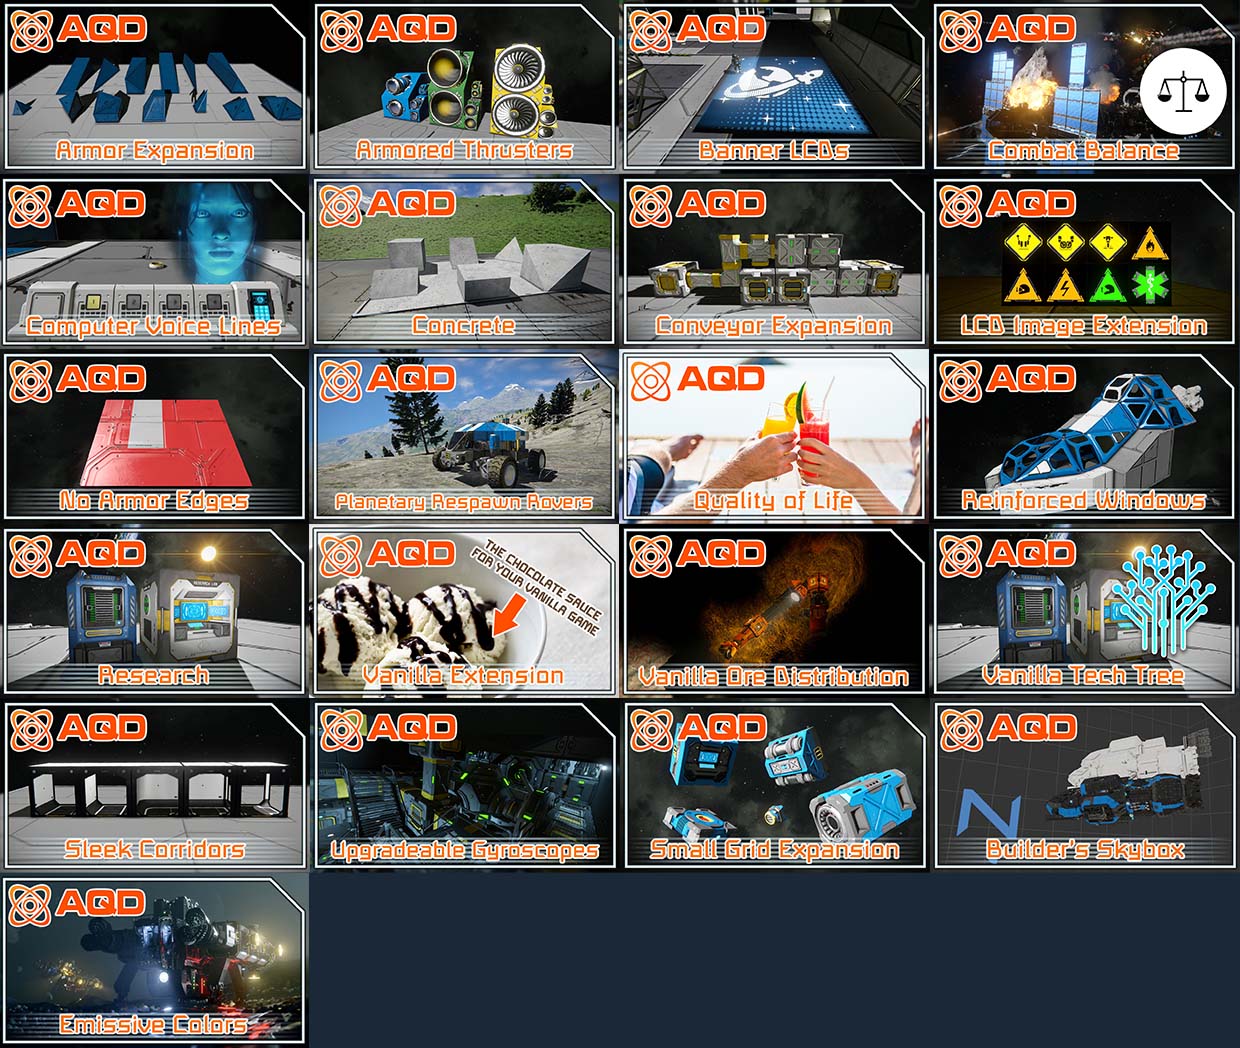 AQD
Armor Expansion
AQD
Armored Thrusters
AQD
Banner LCDs
AQD
Combat Balance
AQD
Computer Voice Lines
AQD
Concrete
AQD
Conveyor Expansion
AQD
LCD Image Extension
AQD
No Armor Edges
AQD
Planetary Respawn Rovers
AQD
Quality of Life
AQD
Reinforced Windows
AQD
RESEARCH LAB
Research
AQD
THE CHOCOLATE SAUCE
FOR YOUR VANILLA GAME
Vanilla Extension
AQD
Vanilla Ore Distribution
AQD
Vanilla Tech Tree
AQD
Sleek Corridors
AQD
Upgradeable Gyroscopes
AQD
Small Grid Expansion
AQD
N
Builder's Skybox
AQD
Emissive Colors